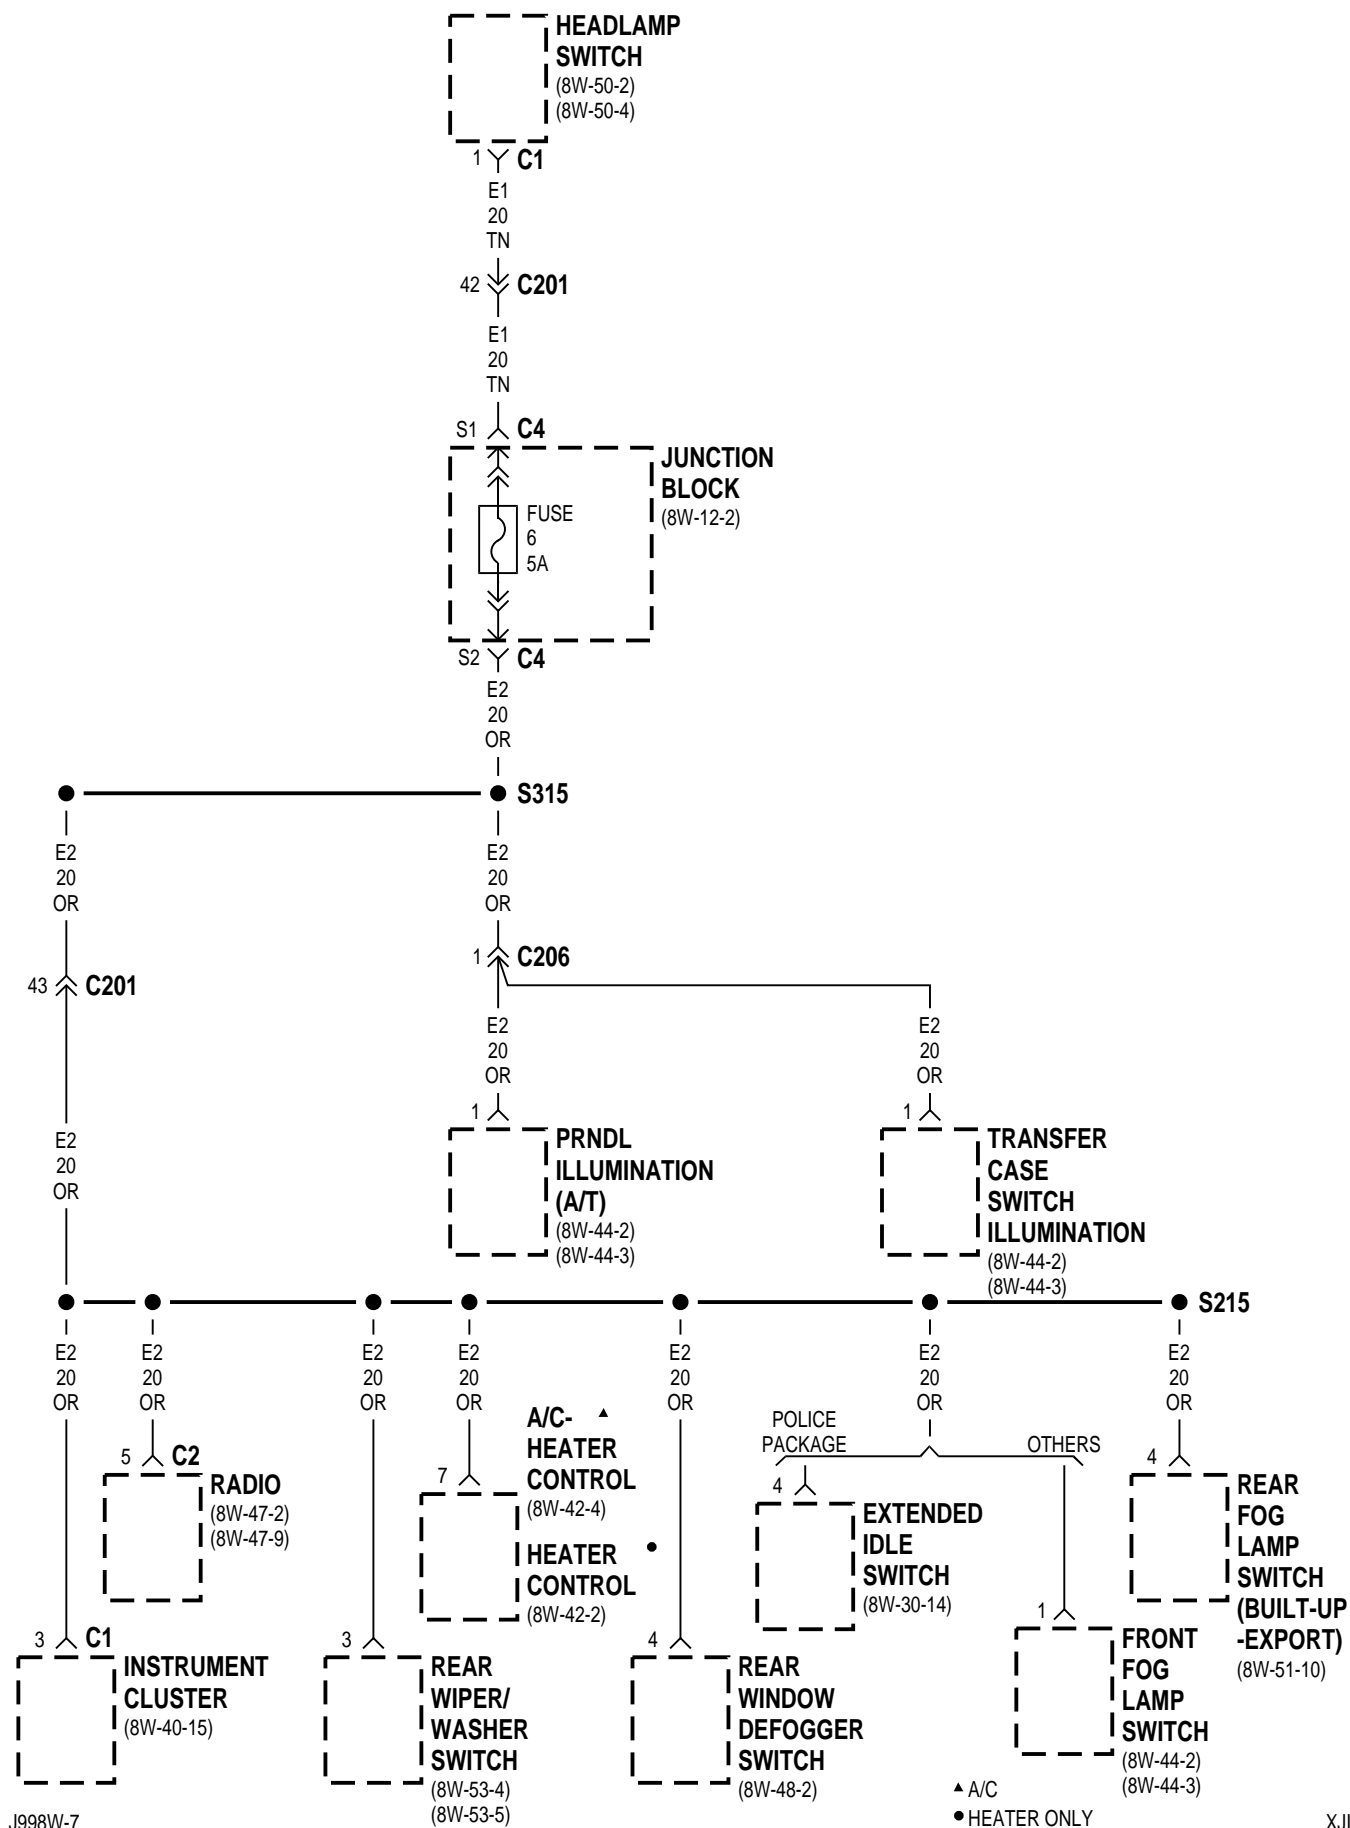 HEADLAMP
SWITCH
(8W-50-2)
(8W-50-4)
1 C1
E1
20
TN
42 C201
E1
20
TN
S1 C4
JUNCTION
BLOCK
(8W-12-2)
FUSE
6
5A
S2 C4
E2
20
OR
S315
E2
20
OR
E2
20
OR
1 C206
43 C201
E2
20
OR
E2
20
OR
E2
20
OR
1
PRNDL
ILLUMINATION
(A/T)
(8W-44-2)
(8W-44-3)
1
TRANSFER
CASE
SWITCH
ILLUMINATION
(8W-44-2)
(8W-44-3)
S215
E2 E2 E2 E2 E2 E2 E2
20 20 20 20 20 20 20
OR OR OR OR OR OR OR
5 C2
RADIO
(8W-47-2)
(8W-47-9)
7
A/C- ▲
HEATER
CONTROL
(8W-42-4)
HEATER ●
CONTROL
(8W-42-2)
POLICE
PACKAGE
OTHERS
4
EXTENDED
IDLE
SWITCH
(8W-30-14)
4
REAR
FOG
LAMP
SWITCH
(BUILT-UP
-EXPORT)
(8W-51-10)
3 C1
INSTRUMENT
CLUSTER
(8W-40-15)
3
REAR
WIPER/
WASHER
SWITCH
(8W-53-4)
(8W-53-5)
4
REAR
WINDOW
DEFOGGER
SWITCH
(8W-48-2)
1
FRONT
FOG
LAMP
SWITCH
(8W-44-2)
(8W-44-3)
▲ A/C
● HEATER ONLY
J998W-7